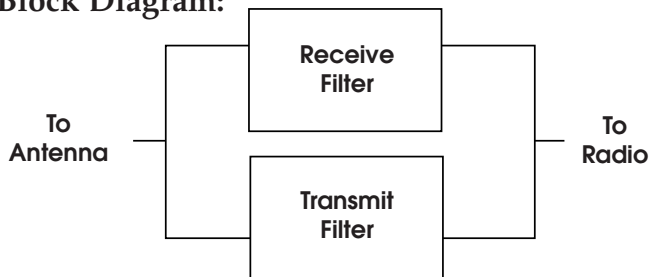 Block Diagram:
Receive
Filter
To
Antenna
To
Radio
Transmit
Filter